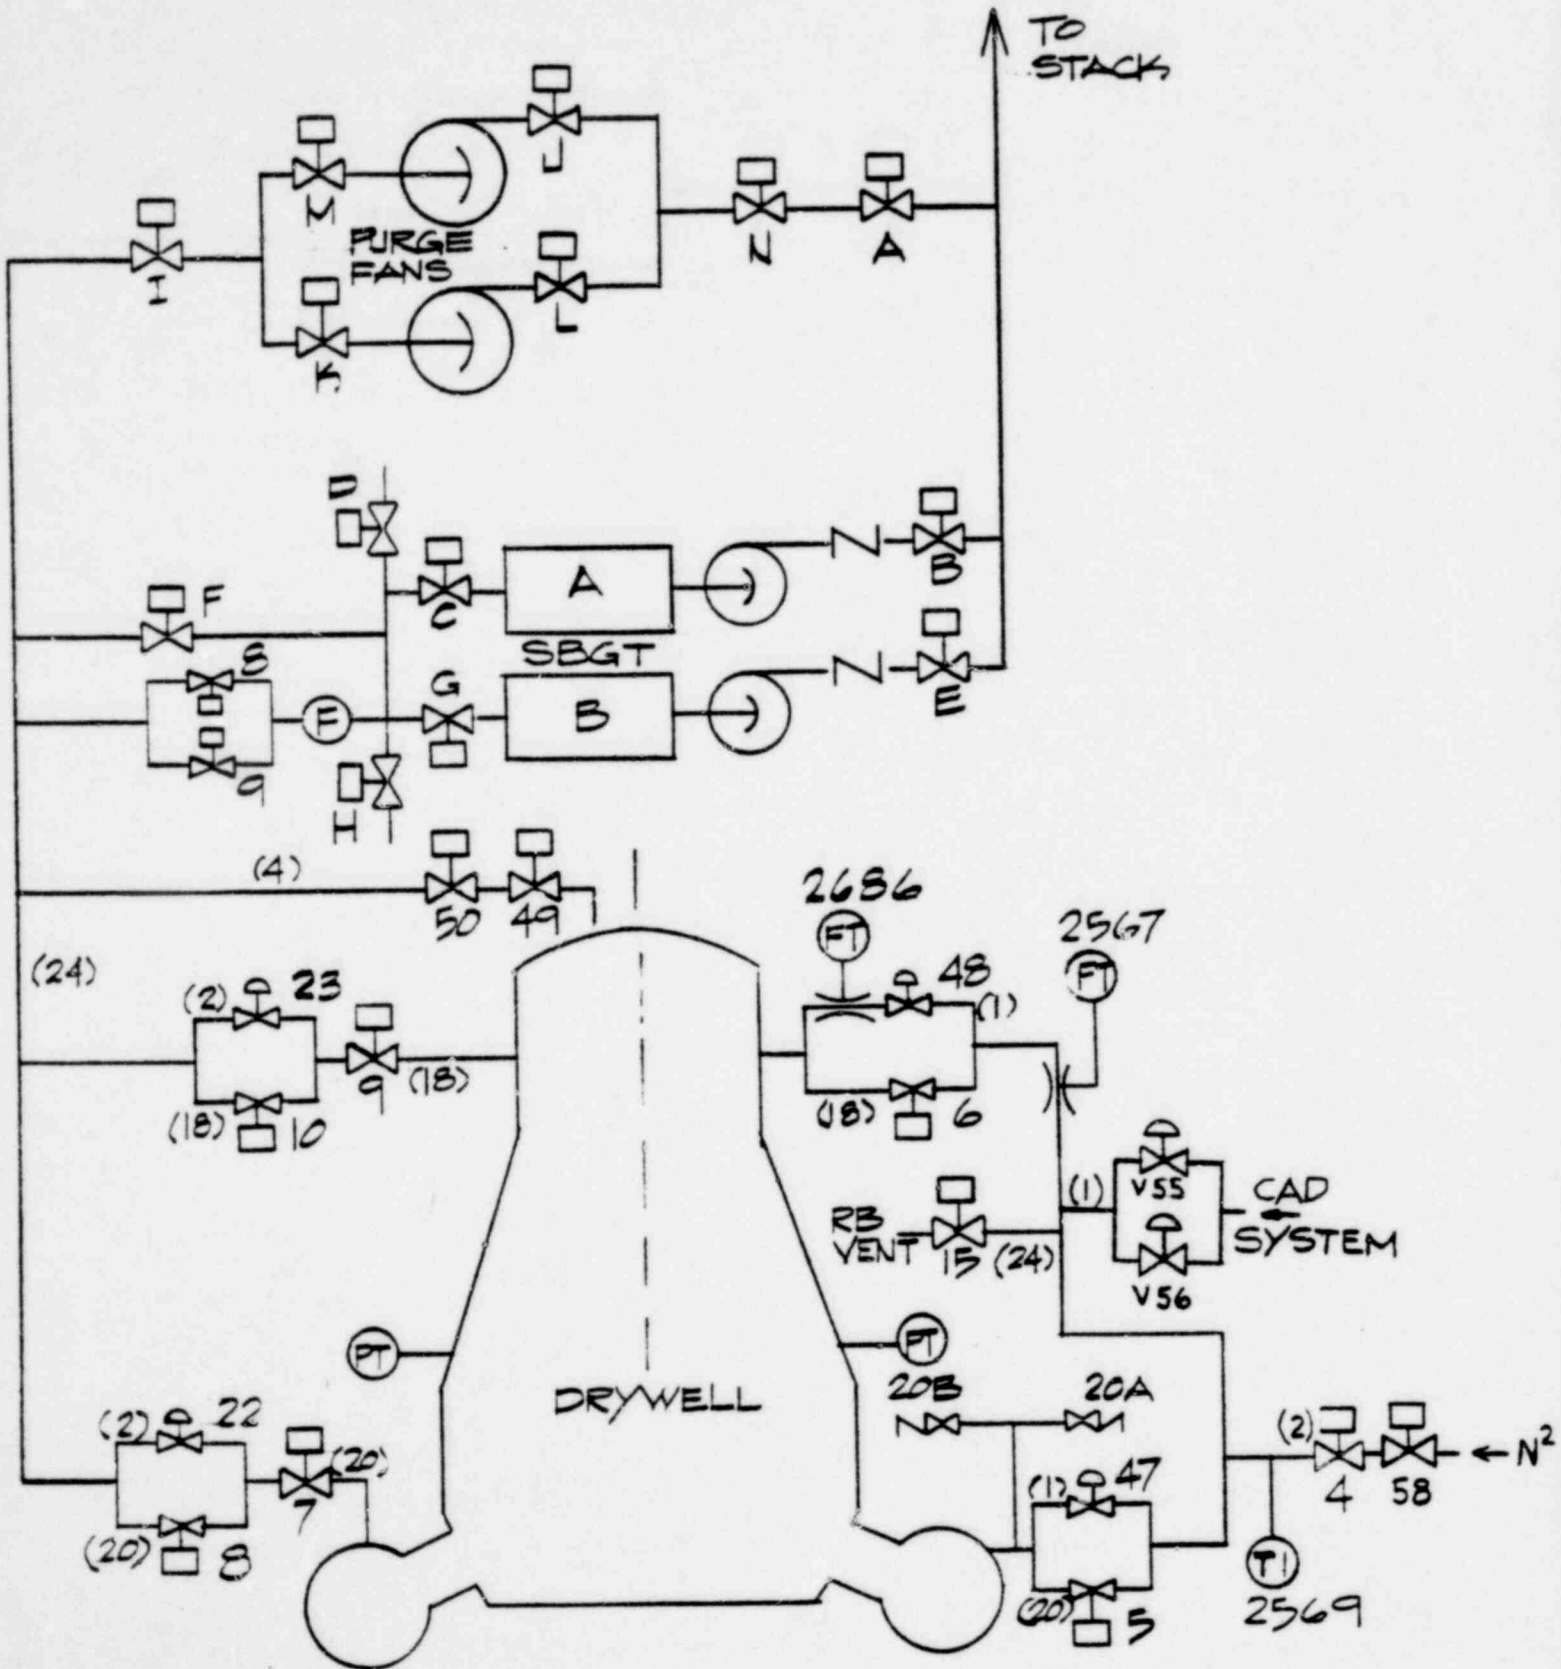 TO
STACK
J
M
PURGE
FANS
N
A
I
L
K
D
C
A
B
F
SBGT
8
G
B
E
F
9
H
(4)
50
49
2686
FT
2567
FT
(24)
(2)
23
48
(1)
9
(18)
(18)
10
(18)
6
RB
VENT
15
(24)
(1)
V55
CAD
SYSTEM
V56
PT
PT
DRYWELL
20B
20A
(2)
22
(20)
7
(20)
8
(2)
4
58
N²
(1)
47
(20)
5
TI
2569